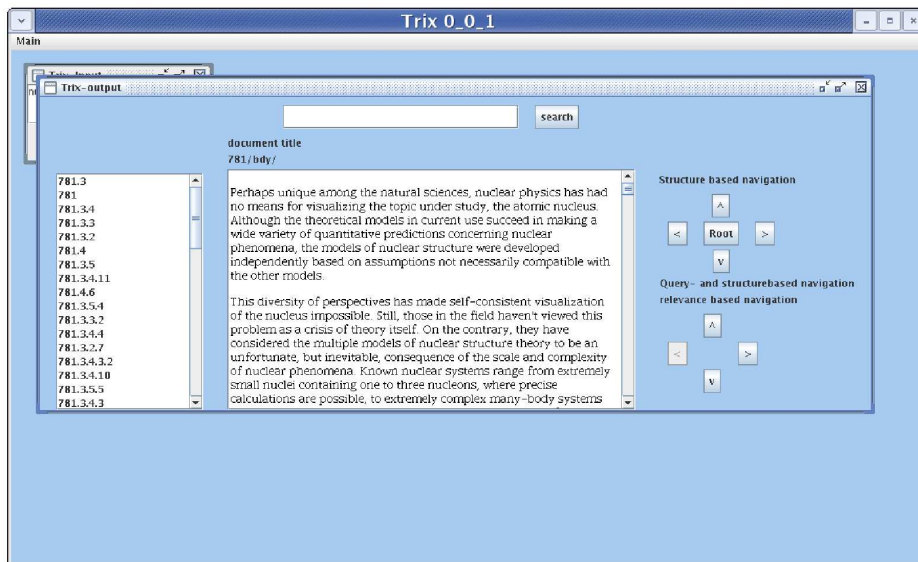 Trix 0_0_1
Main
Trix-Input
Trix-output
search
document title
781/bdy/
781.3
781
781.3.4
781.3.3
781.3.2
781.4
781.3.5
781.3.4.11
781.4.6
781.3.5.4
781.3.3.2
781.3.4.4
781.3.2.7
781.3.4.3.2
781.3.4.10
781.3.5.5
781.3.4.3
Perhaps unique among the natural sciences, nuclear physics has had
no means for visualizing the topic under study, the atomic nucleus.
Although the theoretical models in current use succeed in making a
wide variety of quantitative predictions concerning nuclear
phenomena, the models of nuclear structure were developed
independently based on assumptions not necessarily compatible with
the other models.
This diversity of perspectives has made self-consistent visualization
of the nucleus impossible. Still, those in the field haven't viewed this
problem as a crisis of theory itself. On the contrary, they have
considered the multiple models of nuclear structure theory to be an
unfortunate, but inevitable, consequence of the scale and complexity
of nuclear phenomena. Known nuclear systems range from extremely
small nuclei containing one to three nucleons, where precise
calculations are possible, to extremely complex many-body systems
Structure based navigation
^
< Root >
v
Query- and structurebased navigation
relevance based navigation
^
< >
v